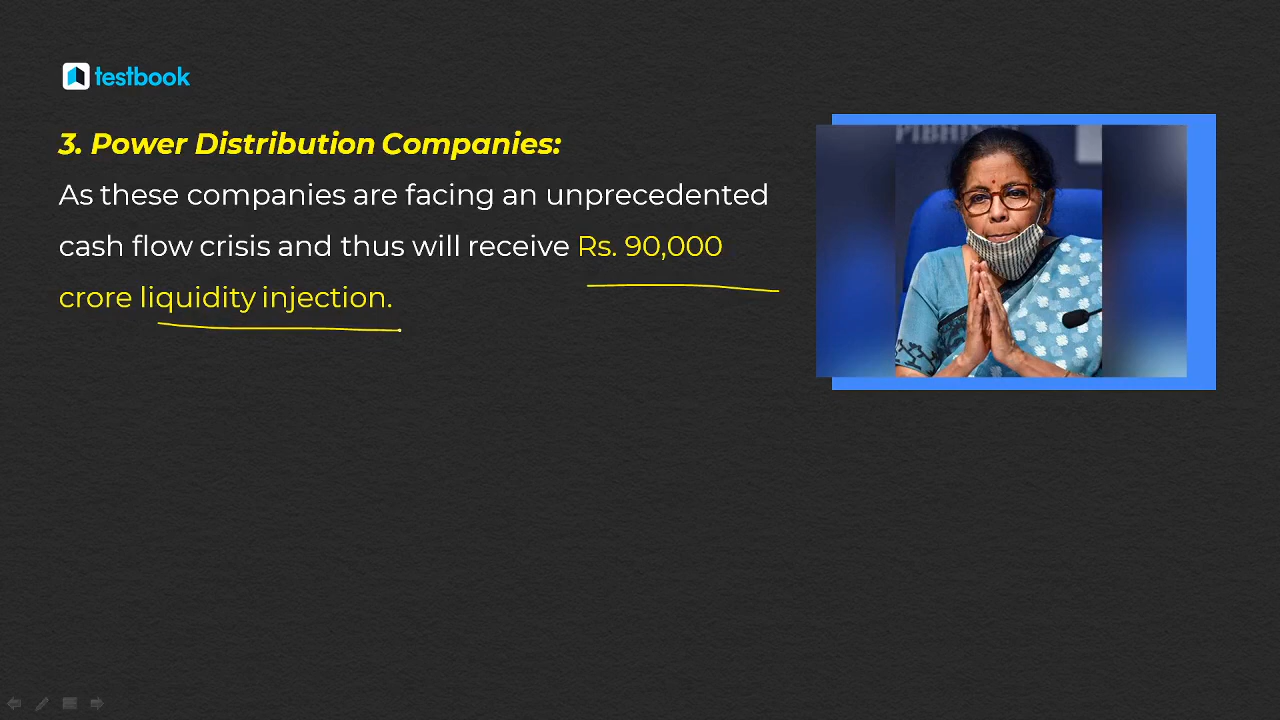 testbook
3. Power Distribution Companies:
As these companies are facing an unprecedented
cash flow crisis and thus will receive Rs. 90,000
crore liquidity injection.